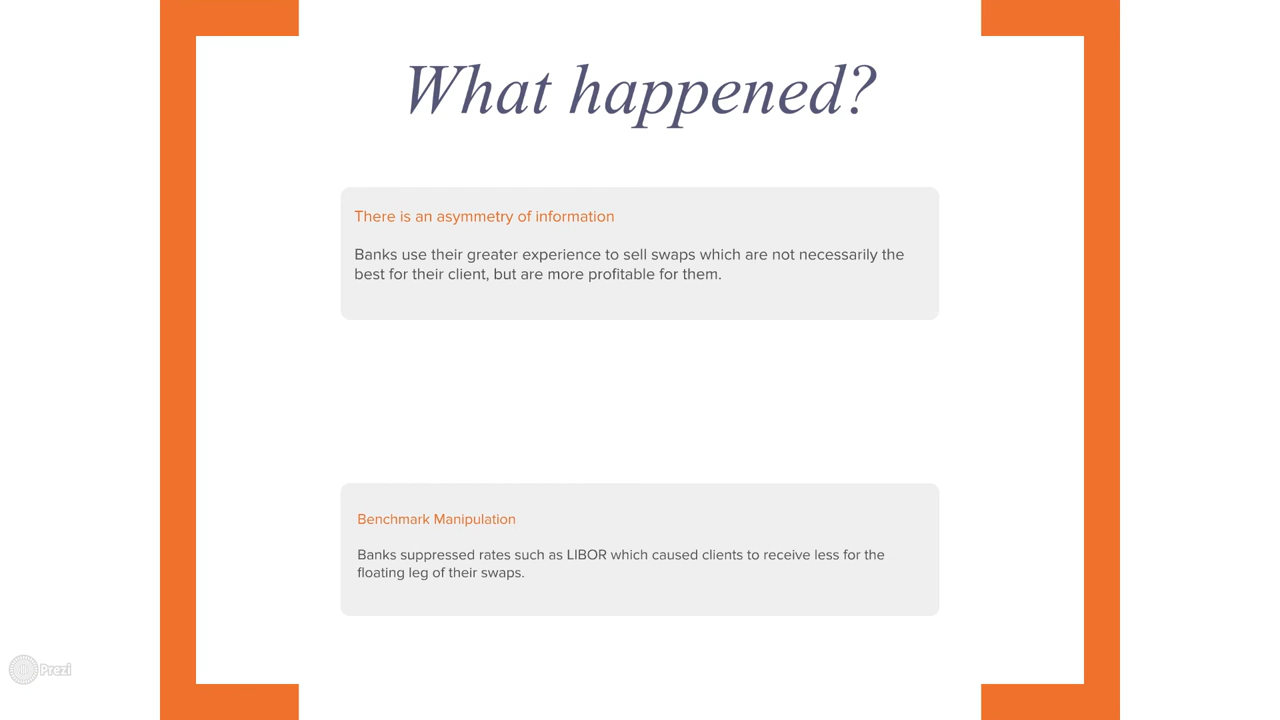 What happened?
There is an asymmetry of information
Banks use their greater experience to sell swaps which are not necessarily the
best for their client, but are more profitable for them.
Benchmark Manipulation
Banks suppressed rates such as LIBOR which caused clients to receive less for the
floating leg of their swaps.
Prezi